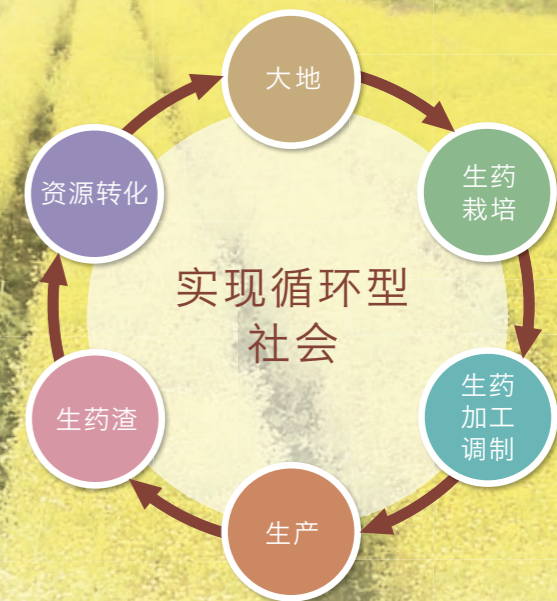 大地
生药
栽培
生药
加工
调制
生产
生药渣
资源转化
实现循环型
社会